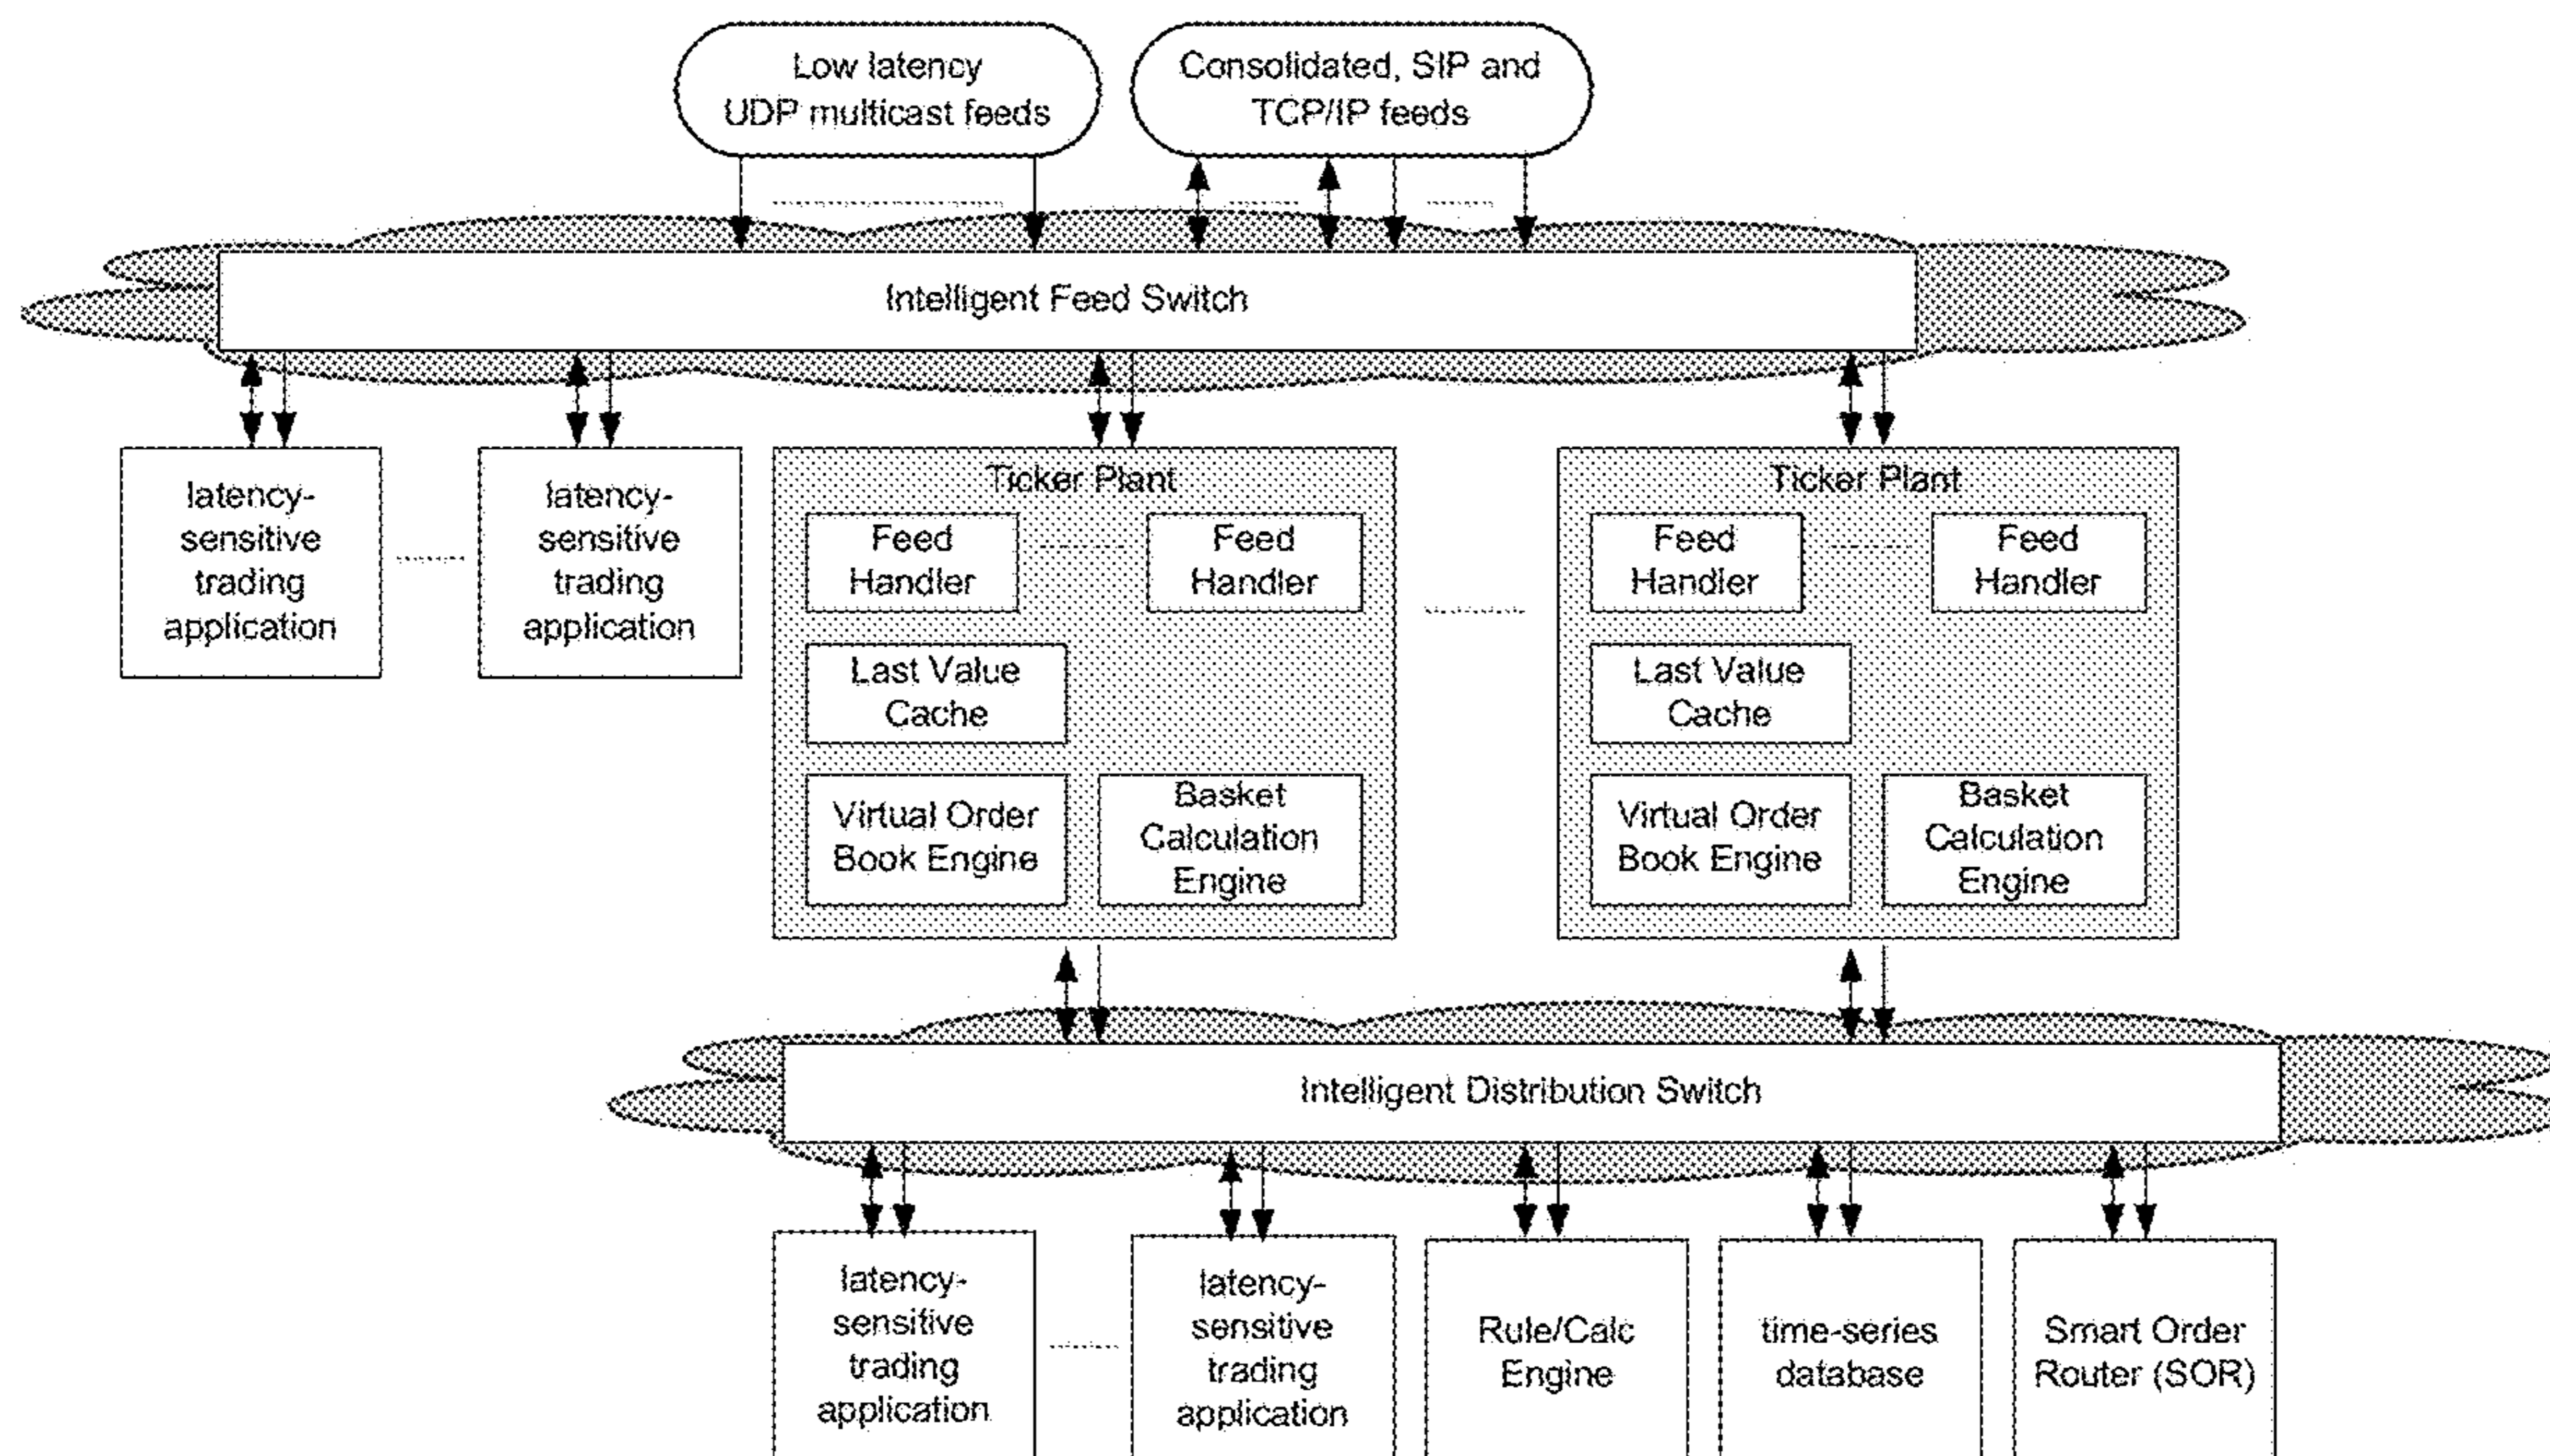 Low latency
UDP multicast feeds
Consolidated, SIP and
TCP/IP feeds
Intelligent Feed Switch
latency-
sensitive
trading
application
latency-
sensitive
trading
application
Ticker Plant
Feed
Handler
Feed
Handler
Last Value
Cache
Virtual Order
Book Engine
Basket
Calculation
Engine
Ticker Plant
Feed
Handler
Feed
Handler
Last Value
Cache
Virtual Order
Book Engine
Basket
Calculation
Engine
Intelligent Distribution Switch
latency-
sensitive
trading
application
latency-
sensitive
trading
application
Rule/Calc
Engine
time-series
database
Smart Order
Router (SOR)